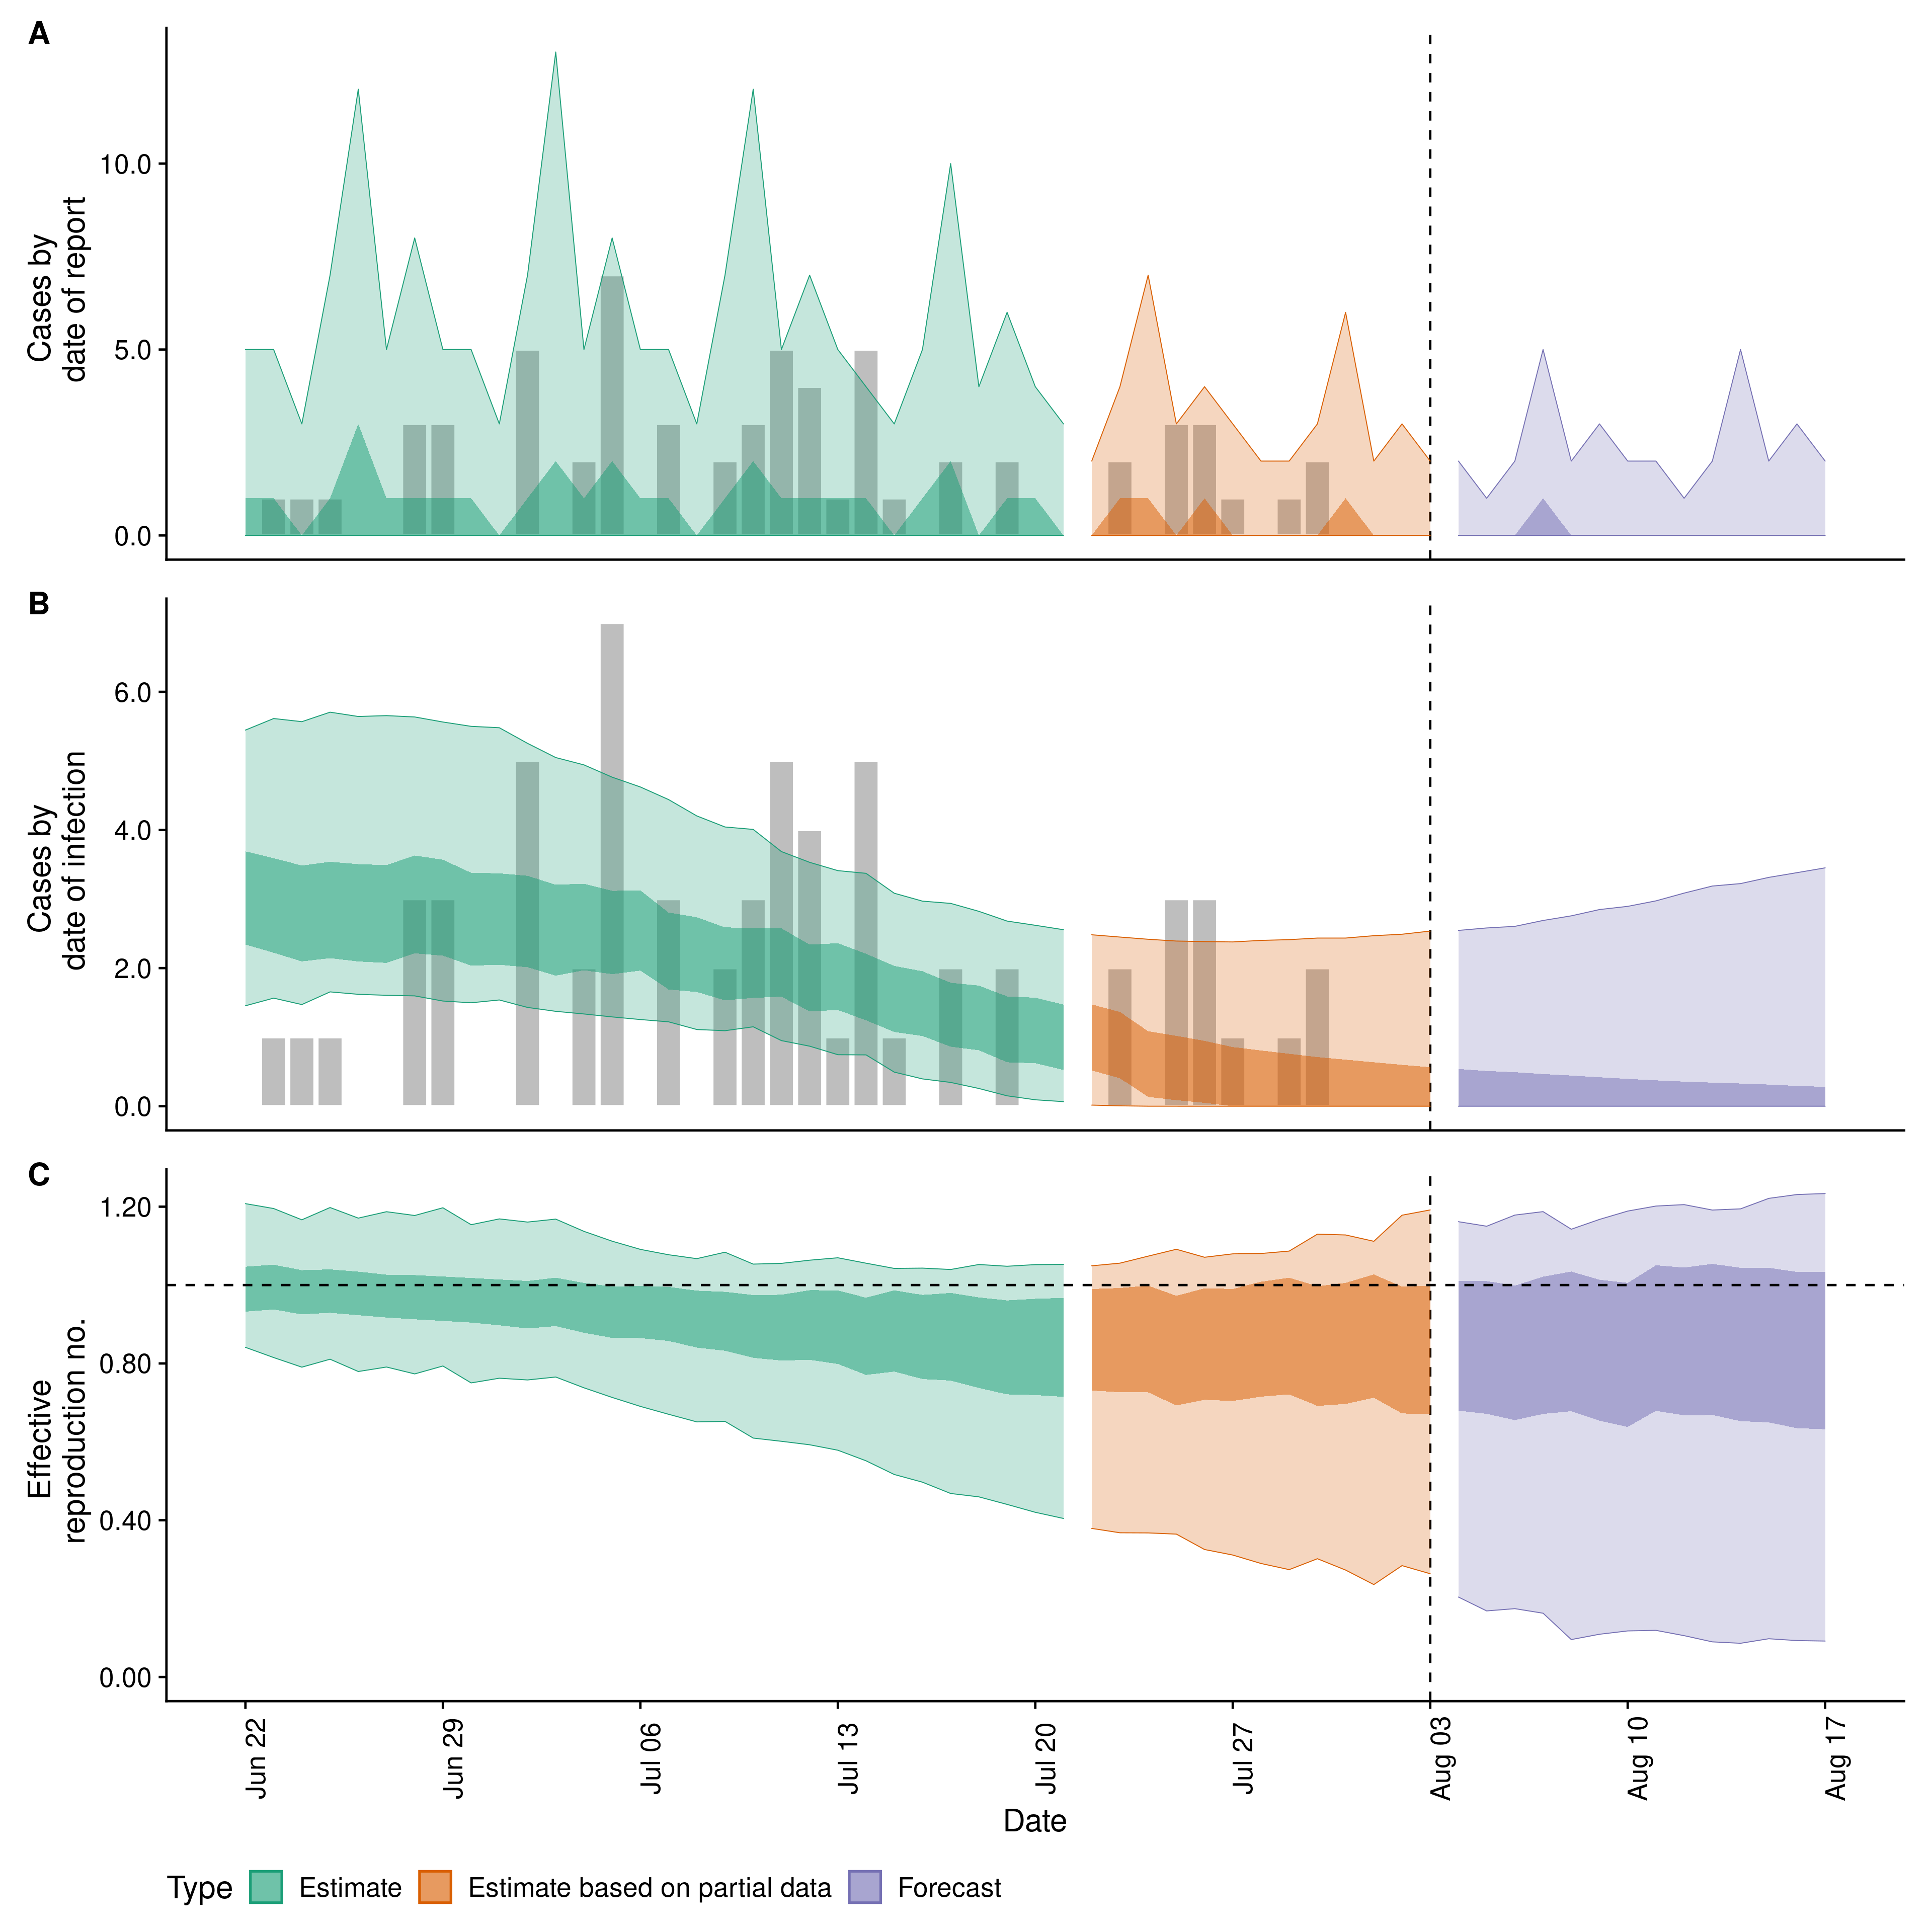 A
Cases by
date of report
10.0
5.0
0.0
B
Cases by
date of infection
6.0
4.0
2.0
0.0
C
Effective
reproduction no.
1.20
0.80
0.40
0.00
Jun 22
Jun 29
Jul 06
Jul 13
Jul 20
Jul 27
Aug 03
Aug 10
Aug 17
Date
Type
Estimate
Estimate based on partial data
Forecast